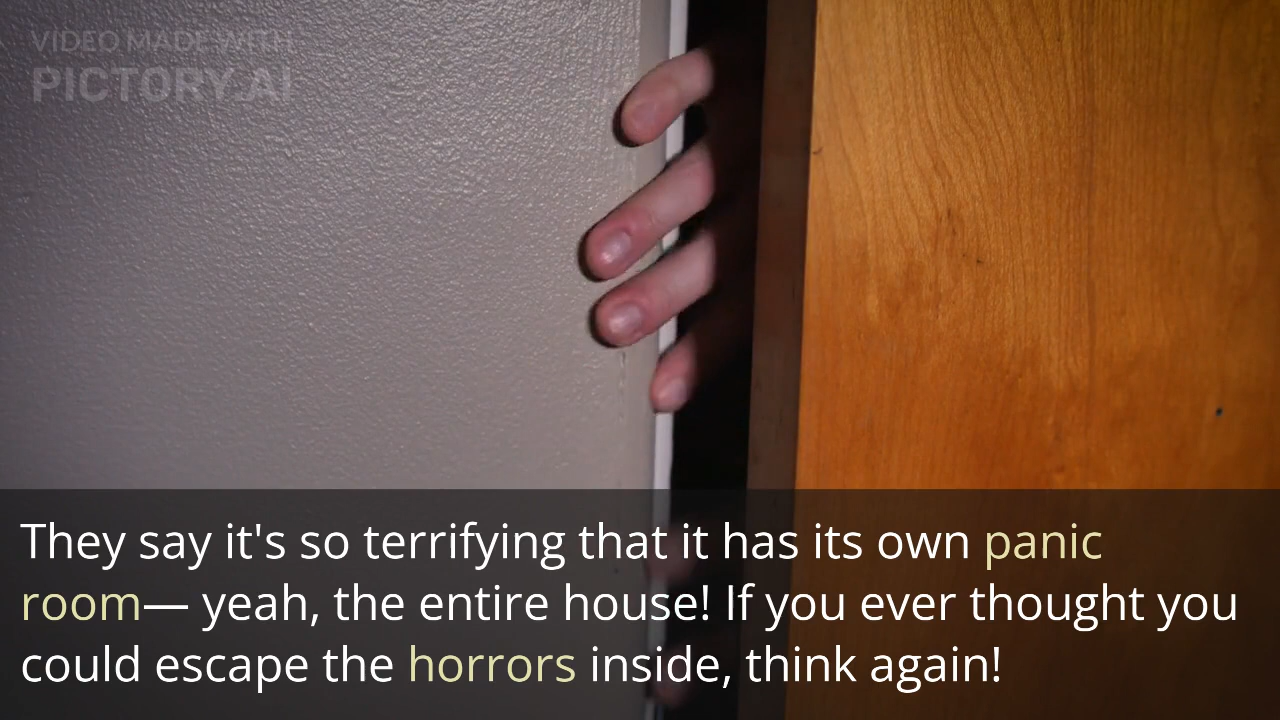 VIDEO MADE WITH
PICTORY.AI
They say it's so terrifying that it has its own panic
room— yeah, the entire house! If you ever thought you
could escape the horrors inside, think again!